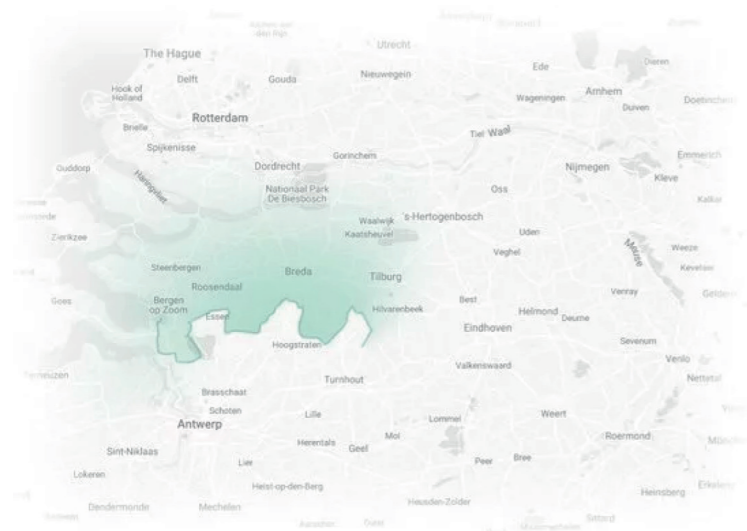 Utrecht
The Hague
Delft
Gouda
Nieuwegein
Ede
Arnhem
Dieren
Hook of
Holland
Wageningen
Duiven
Doetinchem
Rotterdam
Brielle
Spijkenisse
Tiel
Waal
Gorinchem
Dordrecht
Ouddorp
Haringvliet
Nijmegen
Emmerich
Kleve
Nationaal Park
De Biesbosch
Oss
Kalkar
Waalwijk
's-Hertogenbosch
Kaatsheuvel
Zierikzee
Uden
Veghel
Meuse
Weeze
Kevelaer
Steenbergen
Breda
Tilburg
Roosendaal
Goes
Bergen
op Zoom
Essen
Hilvarenbeek
Best
Helmond
Deurne
Venray
Eindhoven
Hoogstraten
Sevenum
Venlo
Valkenswaard
Nettetal
Turnhout
Brasschaat
Schoten
Lille
Lommel
Weert
Antwerp
Roermond
Herentals
Geel
Mol
Sint-Niklaas
Lier
Peer
Bree
Lokeren
Heist-op-den-Berg
Heusden-Zolder
Heinsberg
Dendermonde
Mechelen